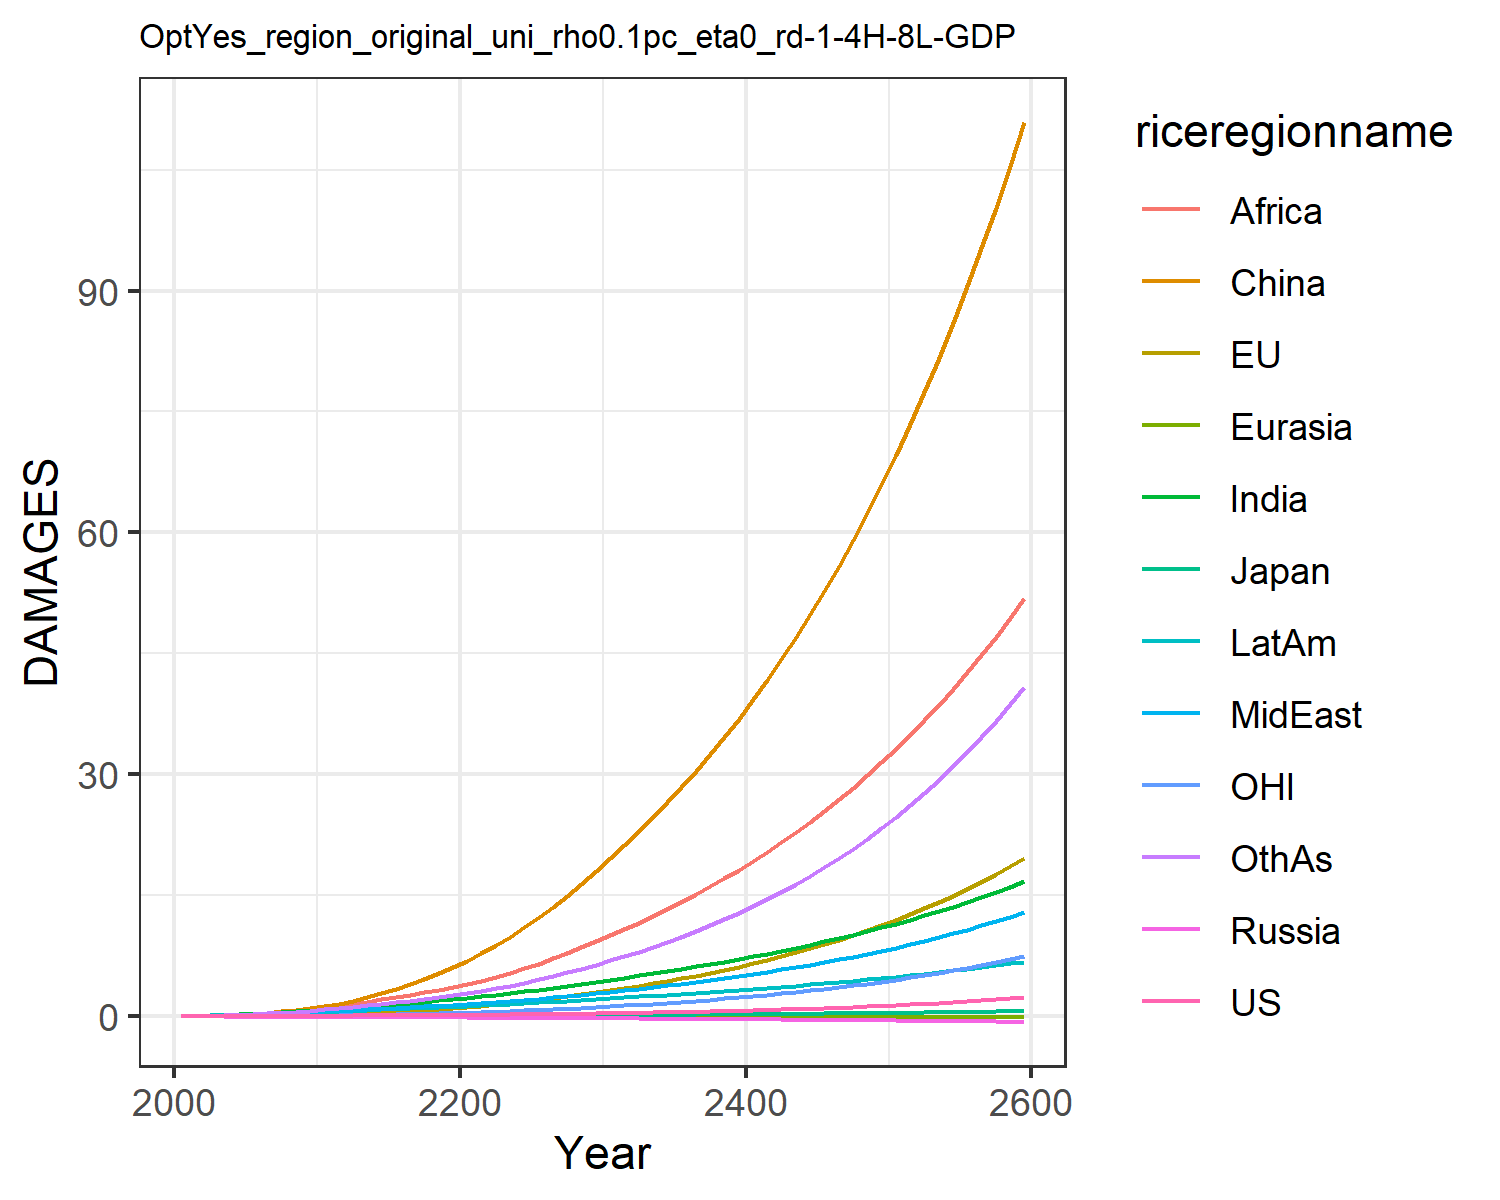 OptYes_region_original_uni_rho0.1pc_eta0_rd-1-4H-8L-GDP
DAMAGES
90
60
30
0
2000 2200 2400 2600
Year
riceregionname
Africa
China
EU
Eurasia
India
Japan
LatAm
MidEast
OHI
OthAs
Russia
US